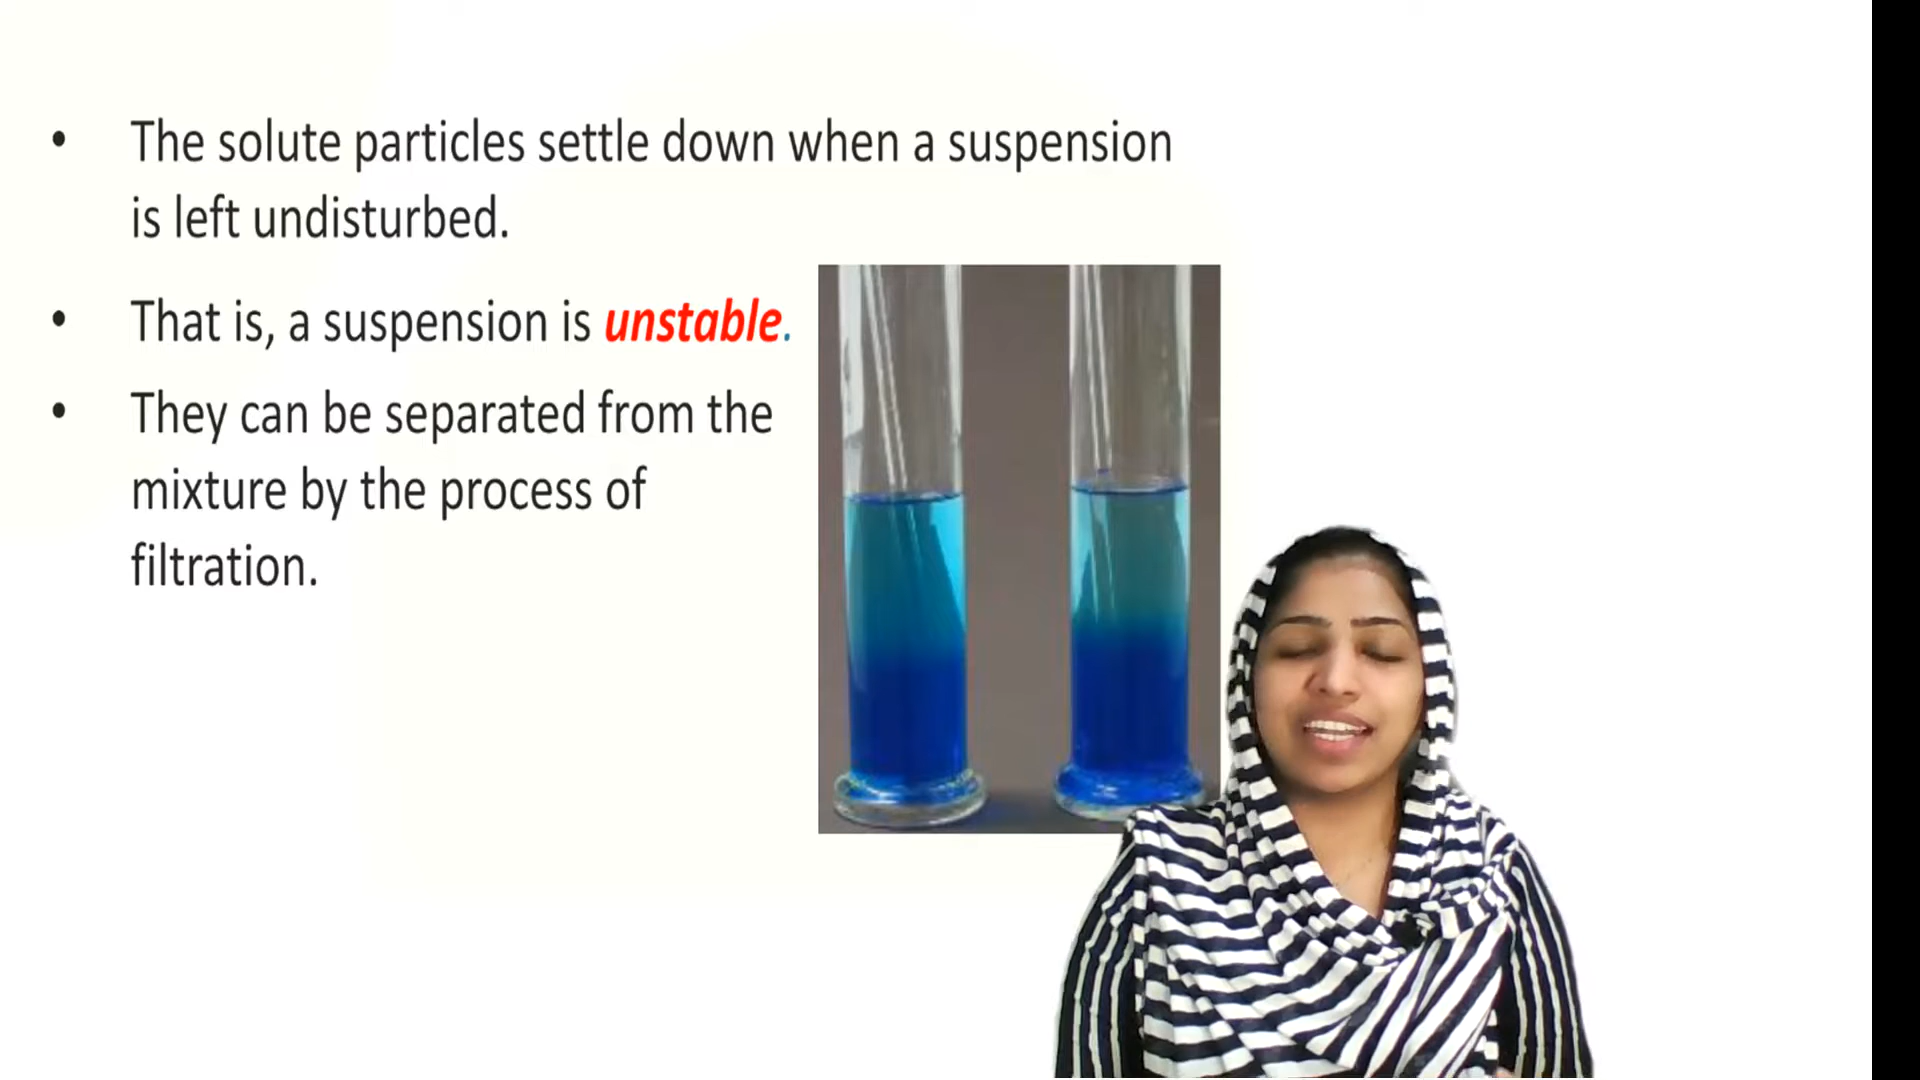 • The solute particles settle down when a suspension
is left undisturbed.
• That is, a suspension is unstable.
• They can be separated from the
mixture by the process of
filtration.